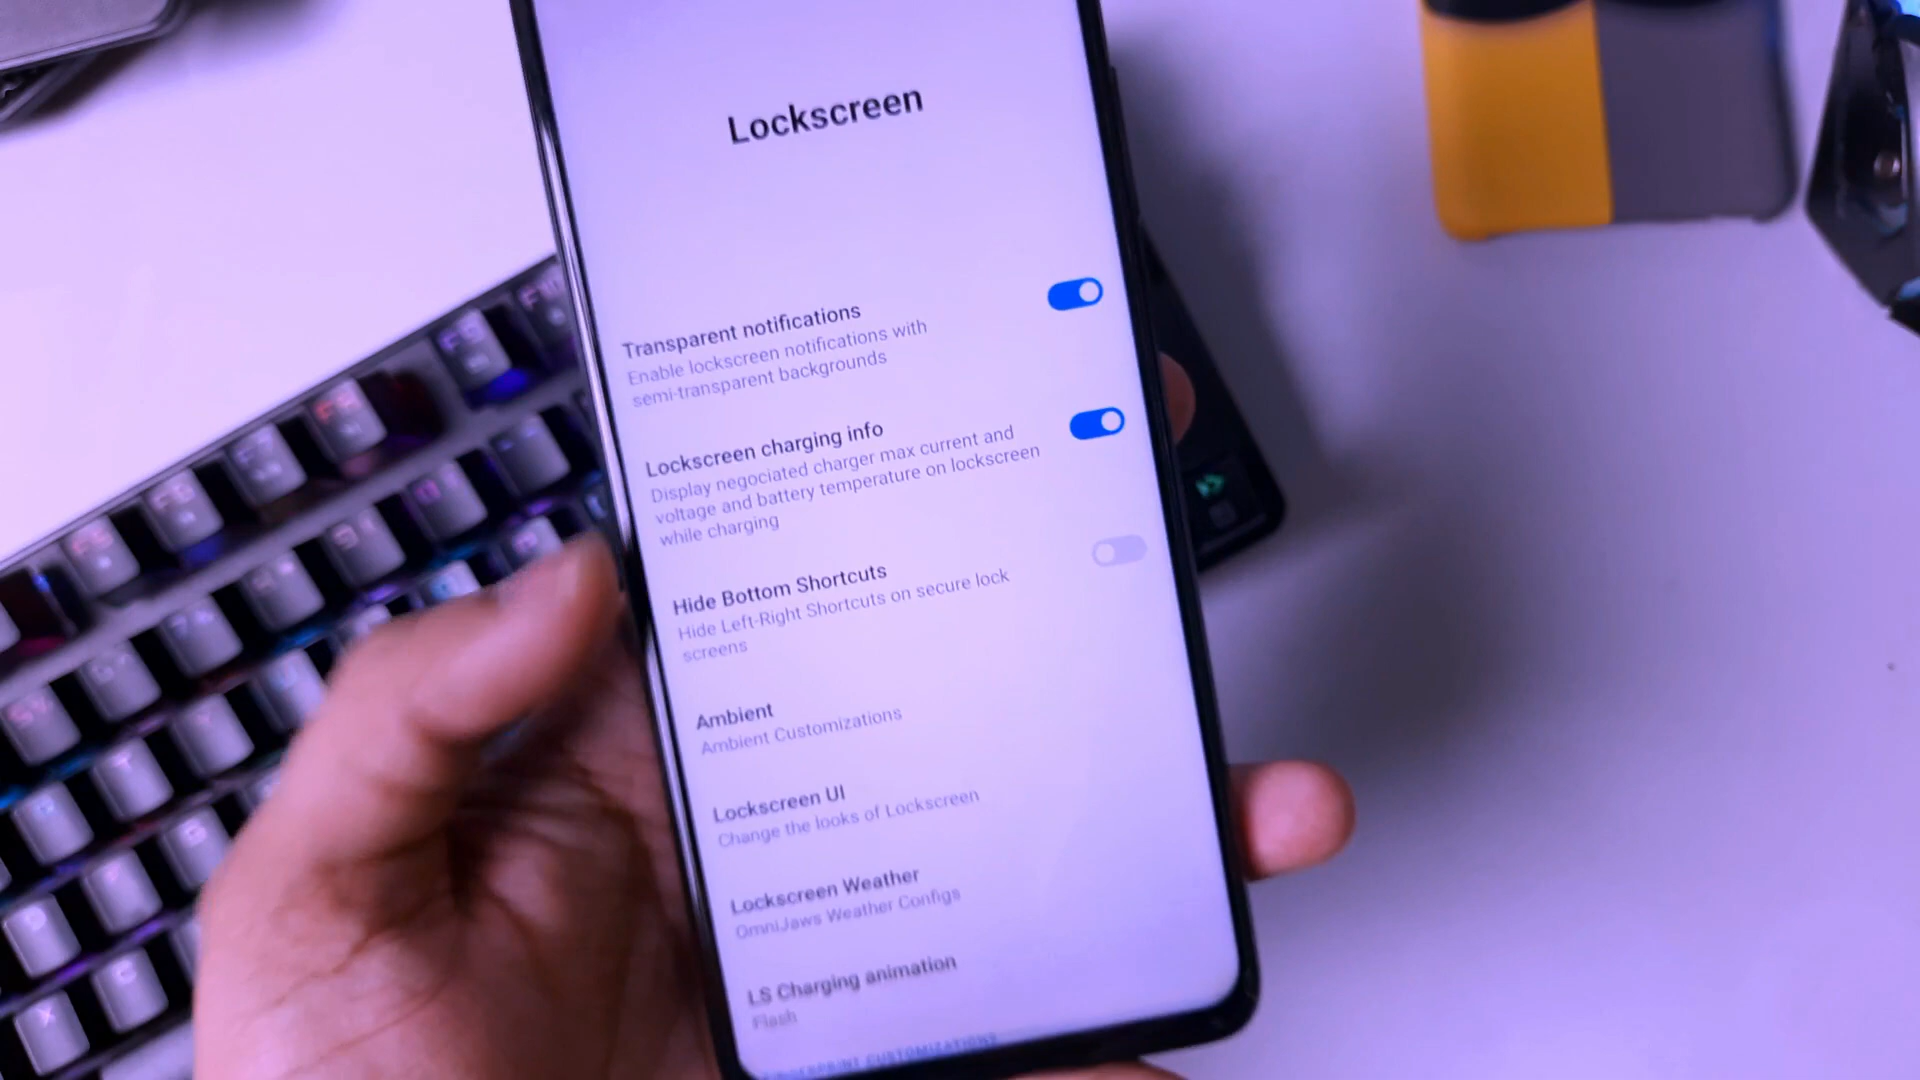 Lockscreen
Transparent notifications
Enable lockscreen notifications with
semi-transparent backgrounds
Lockscreen charging info
Display negociated charger max current and
voltage and battery temperature on lockscreen
while charging
Hide Bottom Shortcuts
Hide Left-Right Shortcuts on secure lock
screens
Ambient
Ambient Customizations
Lockscreen UI
Change the looks of Lockscreen
Lockscreen Weather
OmniJaws Weather Configs
LS Charging animation
Flash
CUSTOMIZATIONS